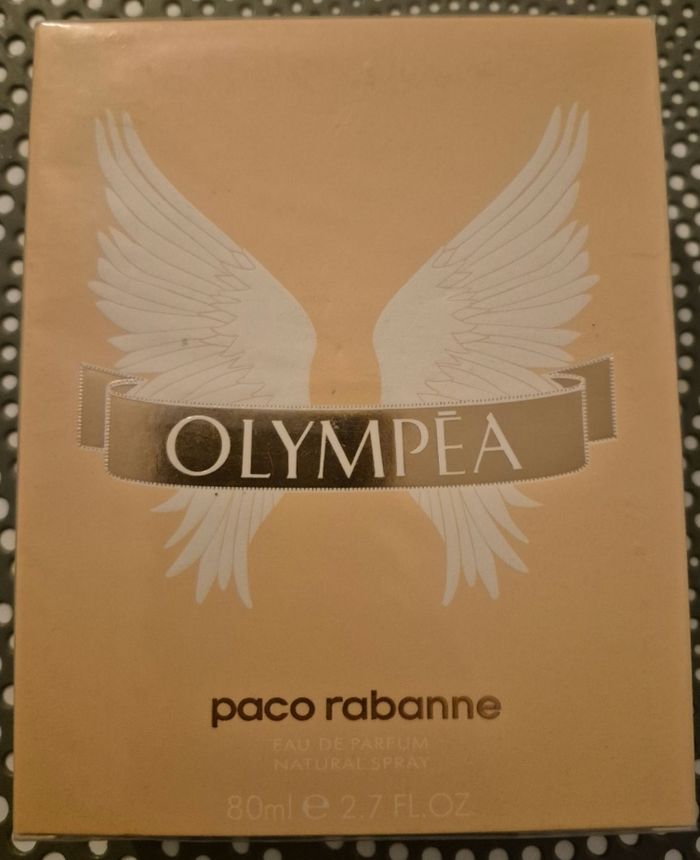 OLYMPĒA
paco rabanne
EAU DE PARFUM
NATURAL SPRAY
80ml ℮ 2.7 FL.OZ